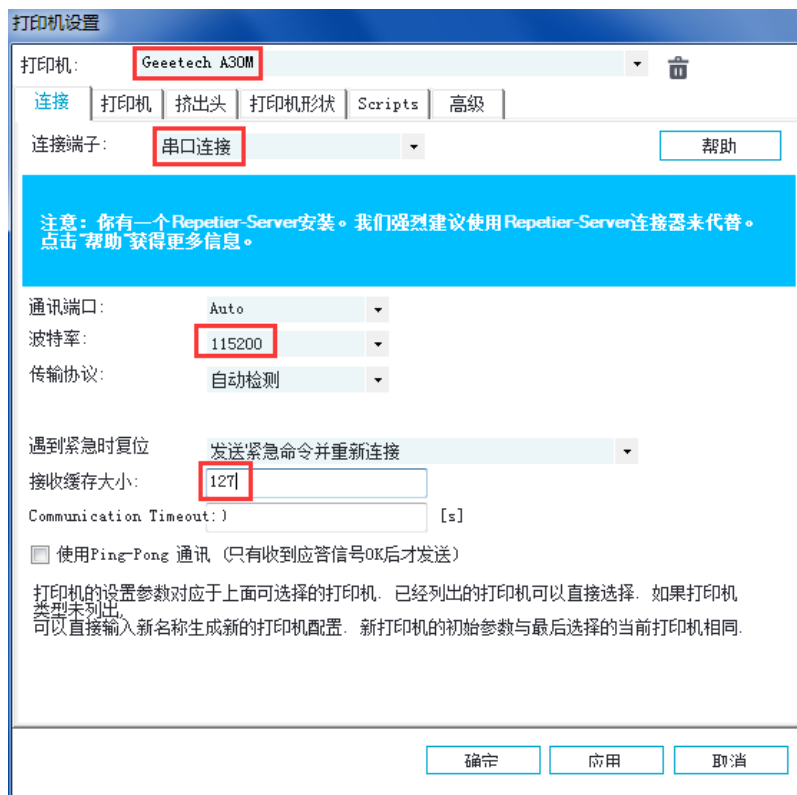 打印机设置
打印机: Geeetech A30M
连接 打印机 挤出头 打印机形状 Scripts 高级
连接端子: 串口连接 帮助
注意：你有一个Repetier-Server安装。我们强烈建议使用Repetier-Server连接器来代替。
点击“帮助”获得更多信息。
通讯端口: Auto
波特率: 115200
传输协议: 自动检测
遇到紧急时复位 发送紧急命令并重新连接
接收缓存大小: 127
Communication Timeout:) [s]
使用Ping-Pong 通讯 (只有收到应答信号OK后才发送)
打印机的设置参数对应于上面可选择的打印机. 已经列出的打印机可以直接选择. 如果打印机
类型未列出,
可以直接输入新名称生成新的打印机配置. 新打印机的初始参数与最后选择的当前打印机相同.
确定 应用 取消